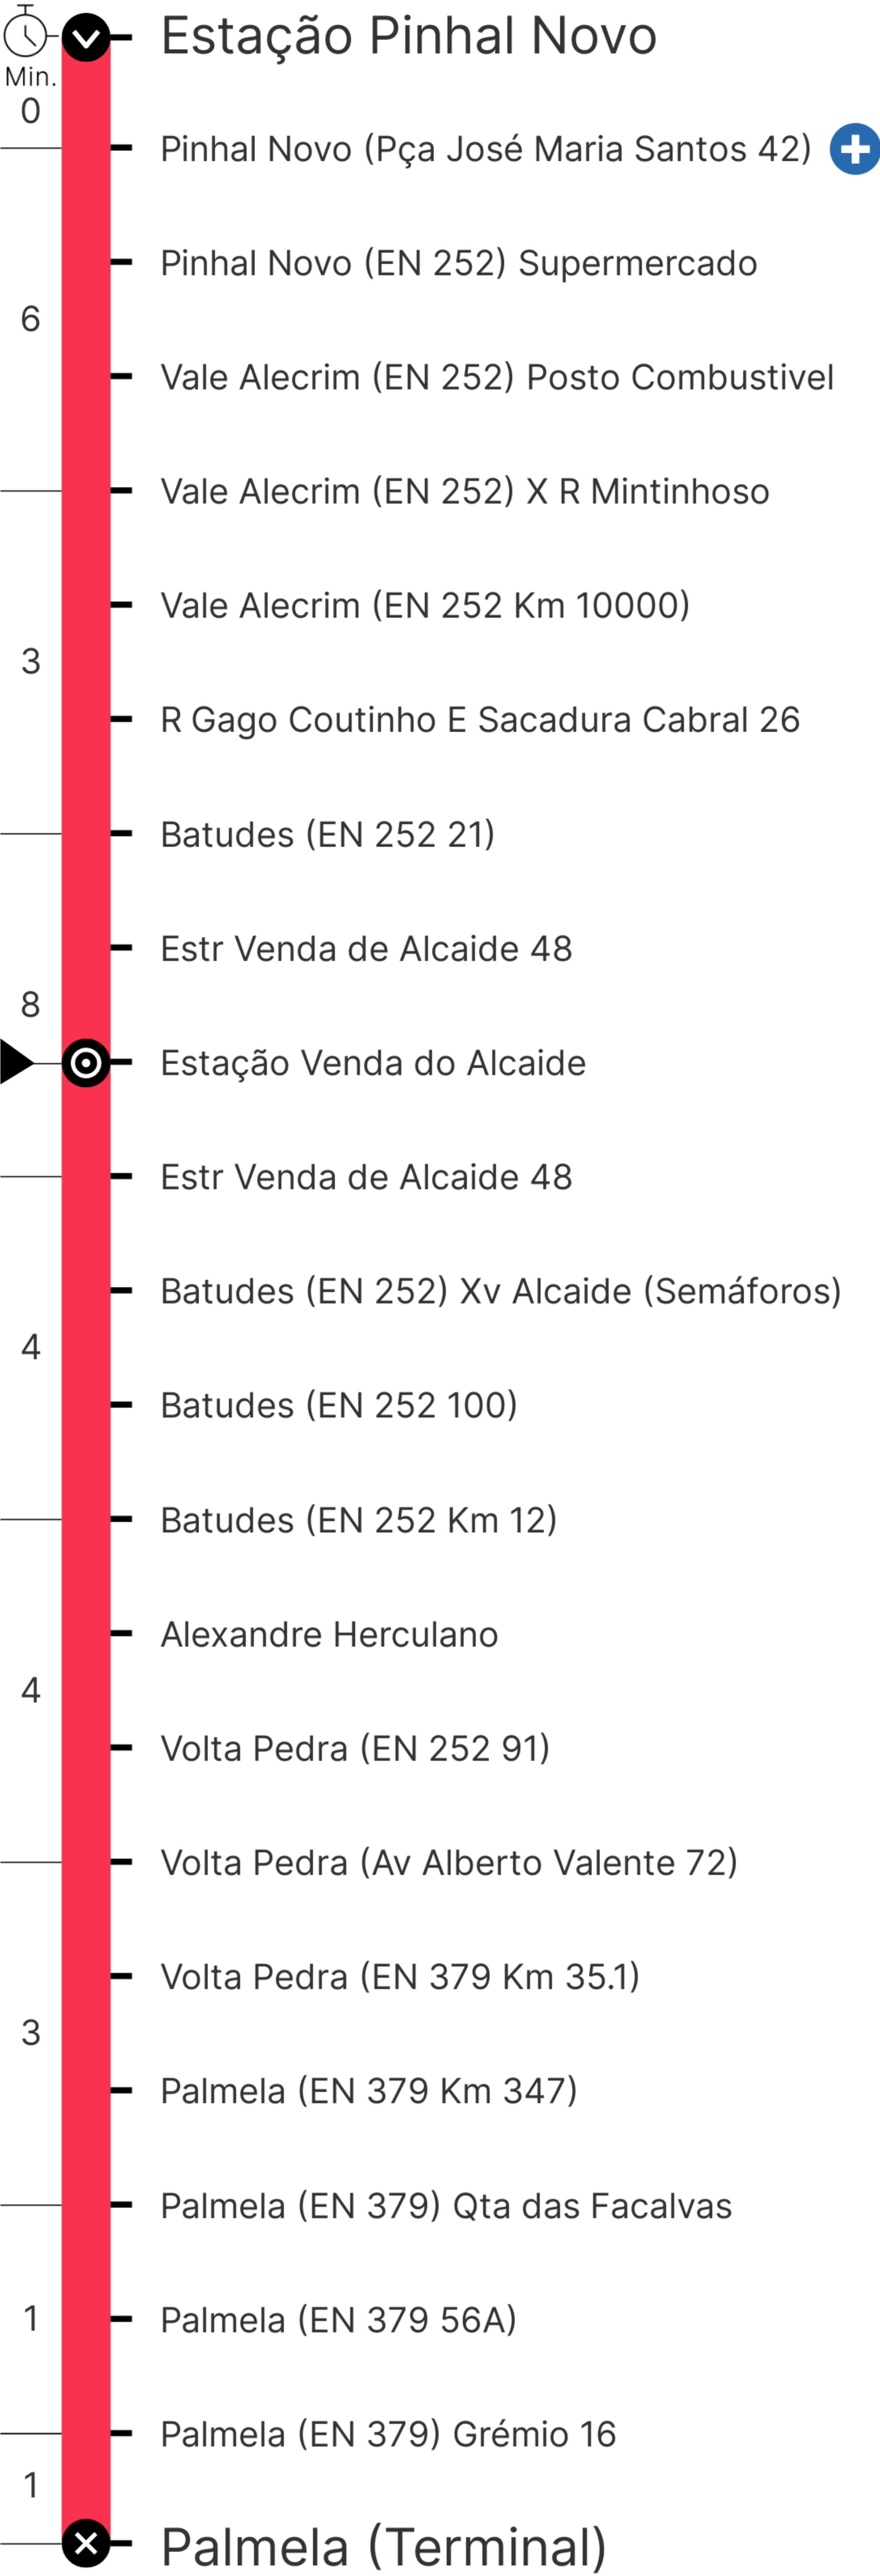 Estação Pinhal Novo
Min.
0
Pinhal Novo (Pça José Maria Santos 42)
Pinhal Novo (EN 252) Supermercado
6
Vale Alecrim (EN 252) Posto Combustivel
Vale Alecrim (EN 252) X R Mintinhoso
Vale Alecrim (EN 252 Km 10000)
3
R Gago Coutinho E Sacadura Cabral 26
Batudes (EN 252 21)
Estr Venda de Alcaide 48
8
Estação Venda do Alcaide
Estr Venda de Alcaide 48
Batudes (EN 252) Xv Alcaide (Semáforos)
4
Batudes (EN 252 100)
Batudes (EN 252 Km 12)
Alexandre Herculano
4
Volta Pedra (EN 252 91)
Volta Pedra (Av Alberto Valente 72)
Volta Pedra (EN 379 Km 35.1)
3
Palmela (EN 379 Km 347)
Palmela (EN 379) Qta das Facalvas
1
Palmela (EN 379 56A)
Palmela (EN 379) Grémio 16
1
Palmela (Terminal)